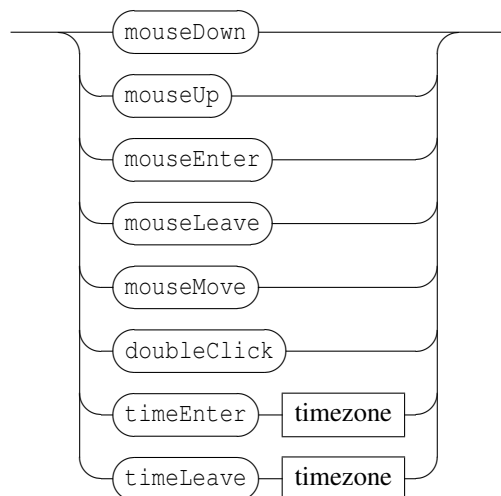 mouseDown
mouseUp
mouseEnter
mouseLeave
mouseMove
doubleClick
timeEnter timezone
timeLeave timezone